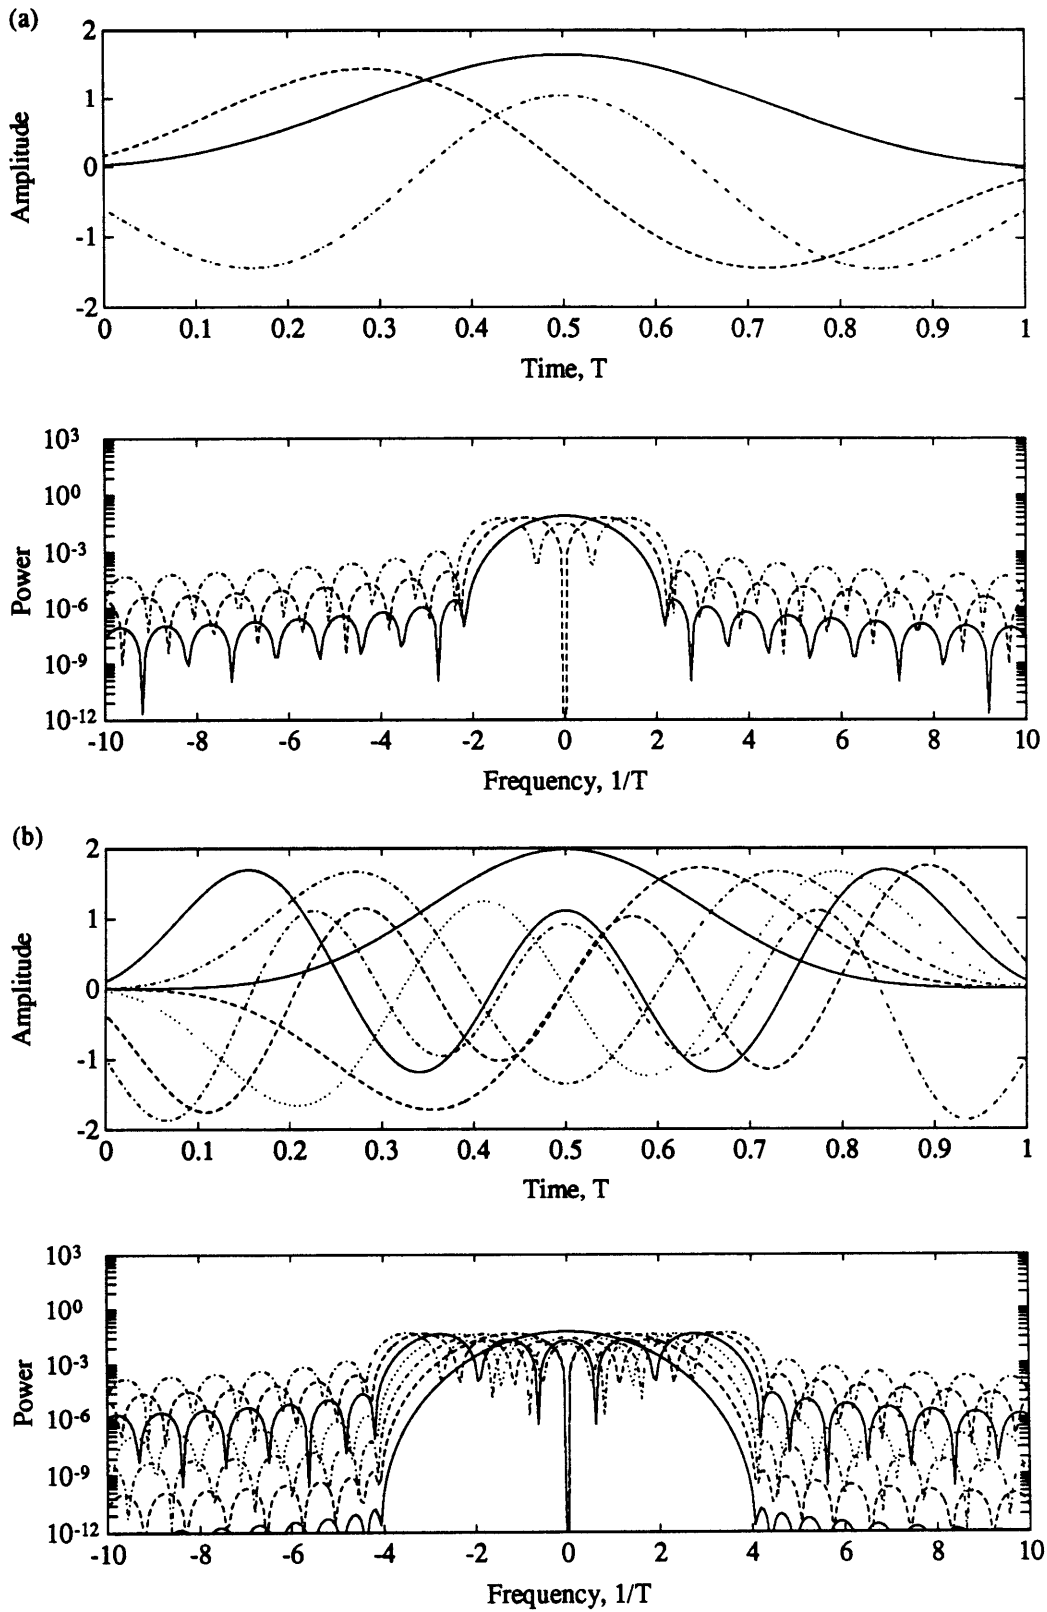 (a)
2
1
0
-1
-2
Amplitude
0 0.1 0.2 0.3 0.4 0.5 0.6 0.7 0.8 0.9 1
Time, T
10³
10⁰
10⁻³
10⁻⁶
10⁻⁹
10⁻¹²
Power
-10 -8 -6 -4 -2 0 2 4 6 8 10
Frequency, 1/T
(b)
2
1
0
-1
-2
Amplitude
0 0.1 0.2 0.3 0.4 0.5 0.6 0.7 0.8 0.9 1
Time, T
10³
10⁰
10⁻³
10⁻⁶
10⁻⁹
10⁻¹²
Power
-10 -8 -6 -4 -2 0 2 4 6 8 10
Frequency, 1/T